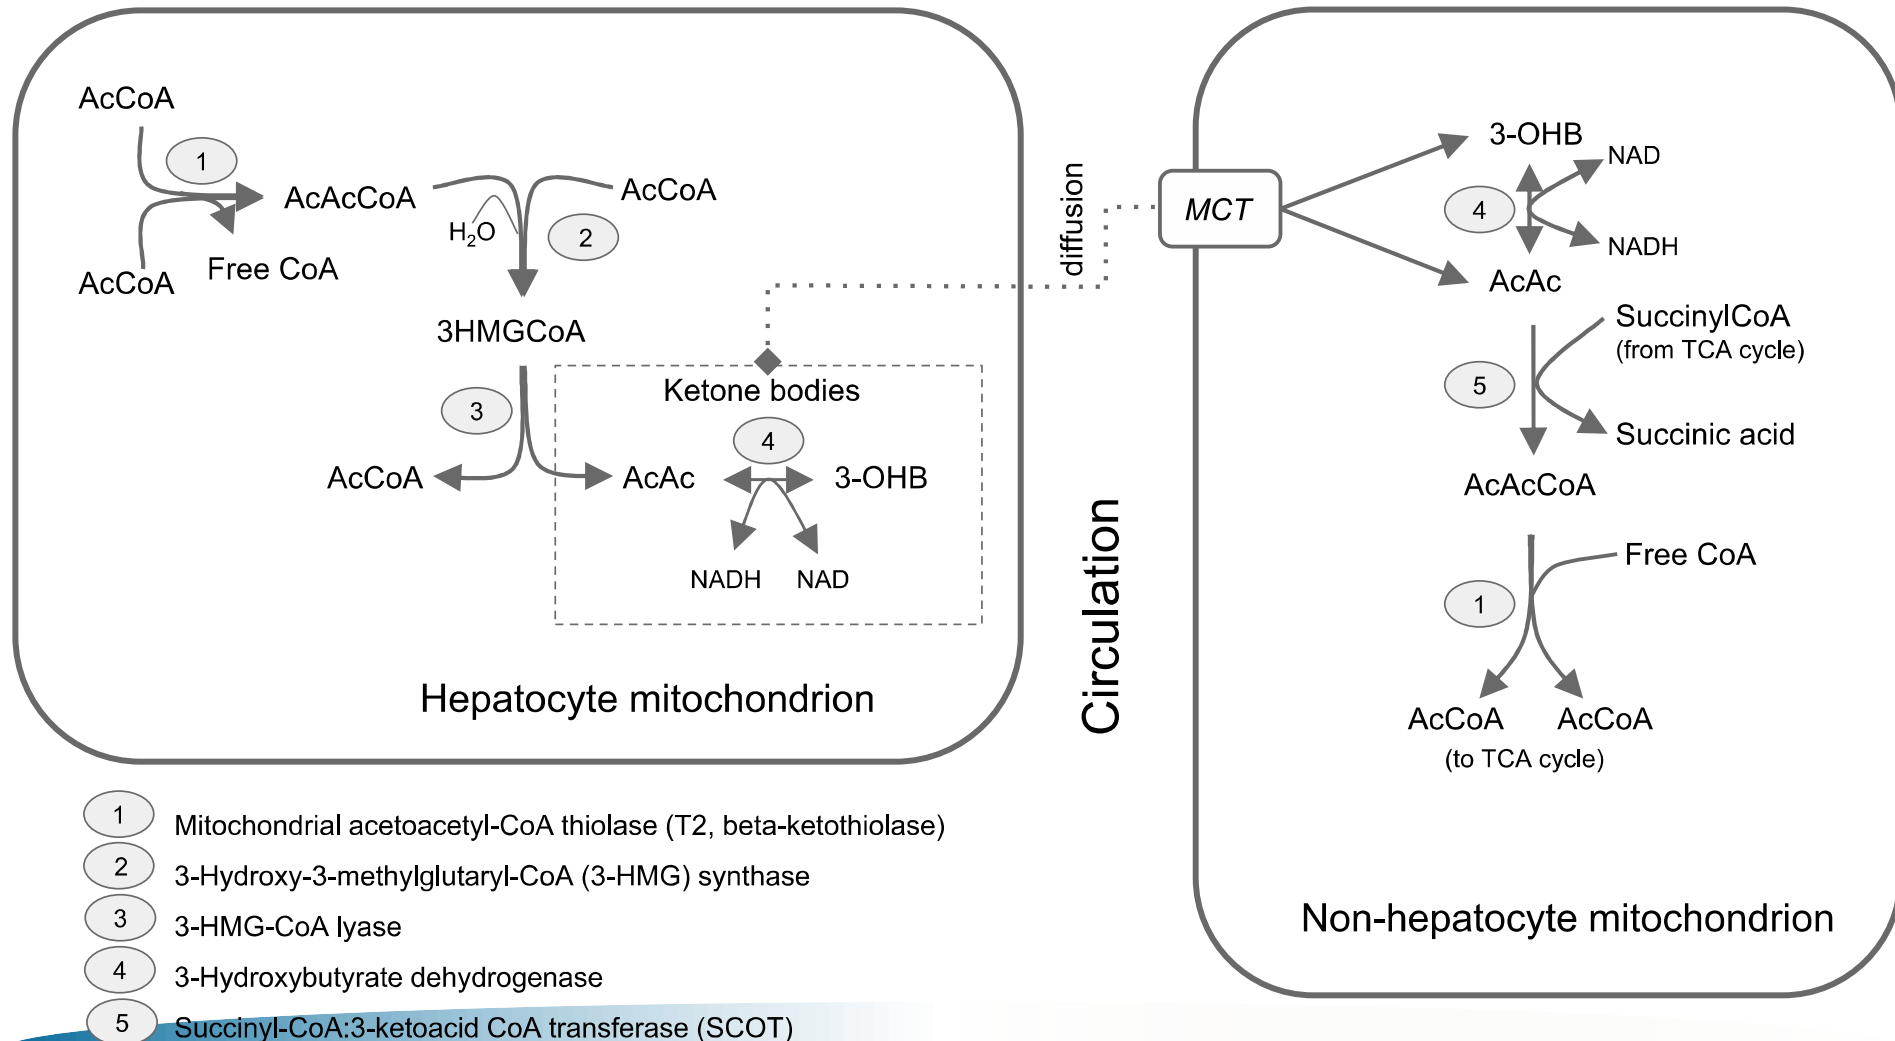 AcCoA
1
AcAcCoA
AcCoA
H₂O
2
AcCoA
Free CoA
3HMGCoA
Ketone bodies
3
4
AcCoA
AcAc
3-OHB
NADH
NAD
Hepatocyte mitochondrion
diffusion
Circulation
MCT
3-OHB
NAD
4
NADH
AcAc
SuccinylCoA
(from TCA cycle)
5
Succinic acid
AcAcCoA
Free CoA
1
AcCoA
AcCoA
(to TCA cycle)
Non-hepatocyte mitochondrion
1 Mitochondrial acetoacetyl-CoA thiolase (T2, beta-ketothiolase)
2 3-Hydroxy-3-methylglutaryl-CoA (3-HMG) synthase
3 3-HMG-CoA lyase
4 3-Hydroxybutyrate dehydrogenase
5 Succinyl-CoA:3-ketoacid CoA transferase (SCOT)